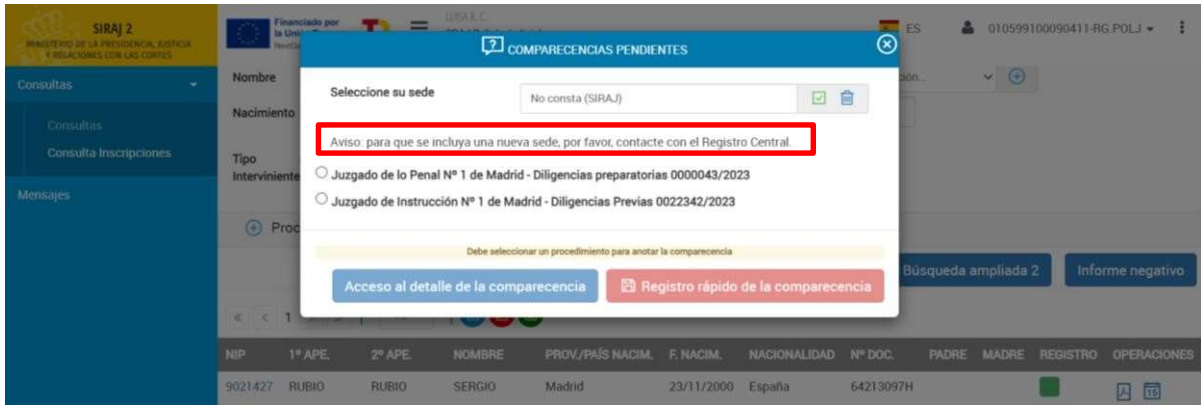 SIRAJ 2
MINISTERIO DE LA PRESIDENCIA, JUSTICIA
Y RELACIONES CON LAS CORTES
Financiado por
la Unión
LUISA R. C.
ES
010599100090411-RG.POLJ
Consultas
Consultas
Consulta Inscripciones
Mensajes
COMPARECENCIAS PENDIENTES
Nombre
Nacimiento
Tipo
Interviniente
Seleccione su sede
No consta (SIRAJ)
Aviso: para que se incluya una nueva sede, por favor, contacte con el Registro Central.
Juzgado de lo Penal Nº 1 de Madrid - Diligencias preparatorias 0000043/2023
Juzgado de Instrucción Nº 1 de Madrid - Diligencias Previas 0022342/2023
Proc
Debe seleccionar un procedimiento para anotar la comparecencia
Acceso al detalle de la comparecencia
Registro rápido de la comparecencia
Búsqueda ampliada 2
Informe negativo
1
NIP 1º APE. 2º APE. NOMBRE PROV./PAÍS NACIM. F. NACIM. NACIONALIDAD Nº DOC. PADRE MADRE REGISTRO OPERACIONES
9021427 RUBIO RUBIO SERGIO Madrid 23/11/2000 España 64213097H
15